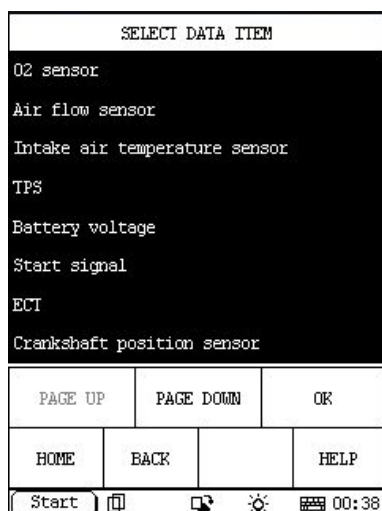 SELECT DATA ITEM
O2 sensor
Air flow sensor
Intake air temperature sensor
TPS
Battery voltage
Start signal
ECT
Crankshaft position sensor
PAGE UP PAGE DOWN OK
HOME BACK HELP
Start 00:38